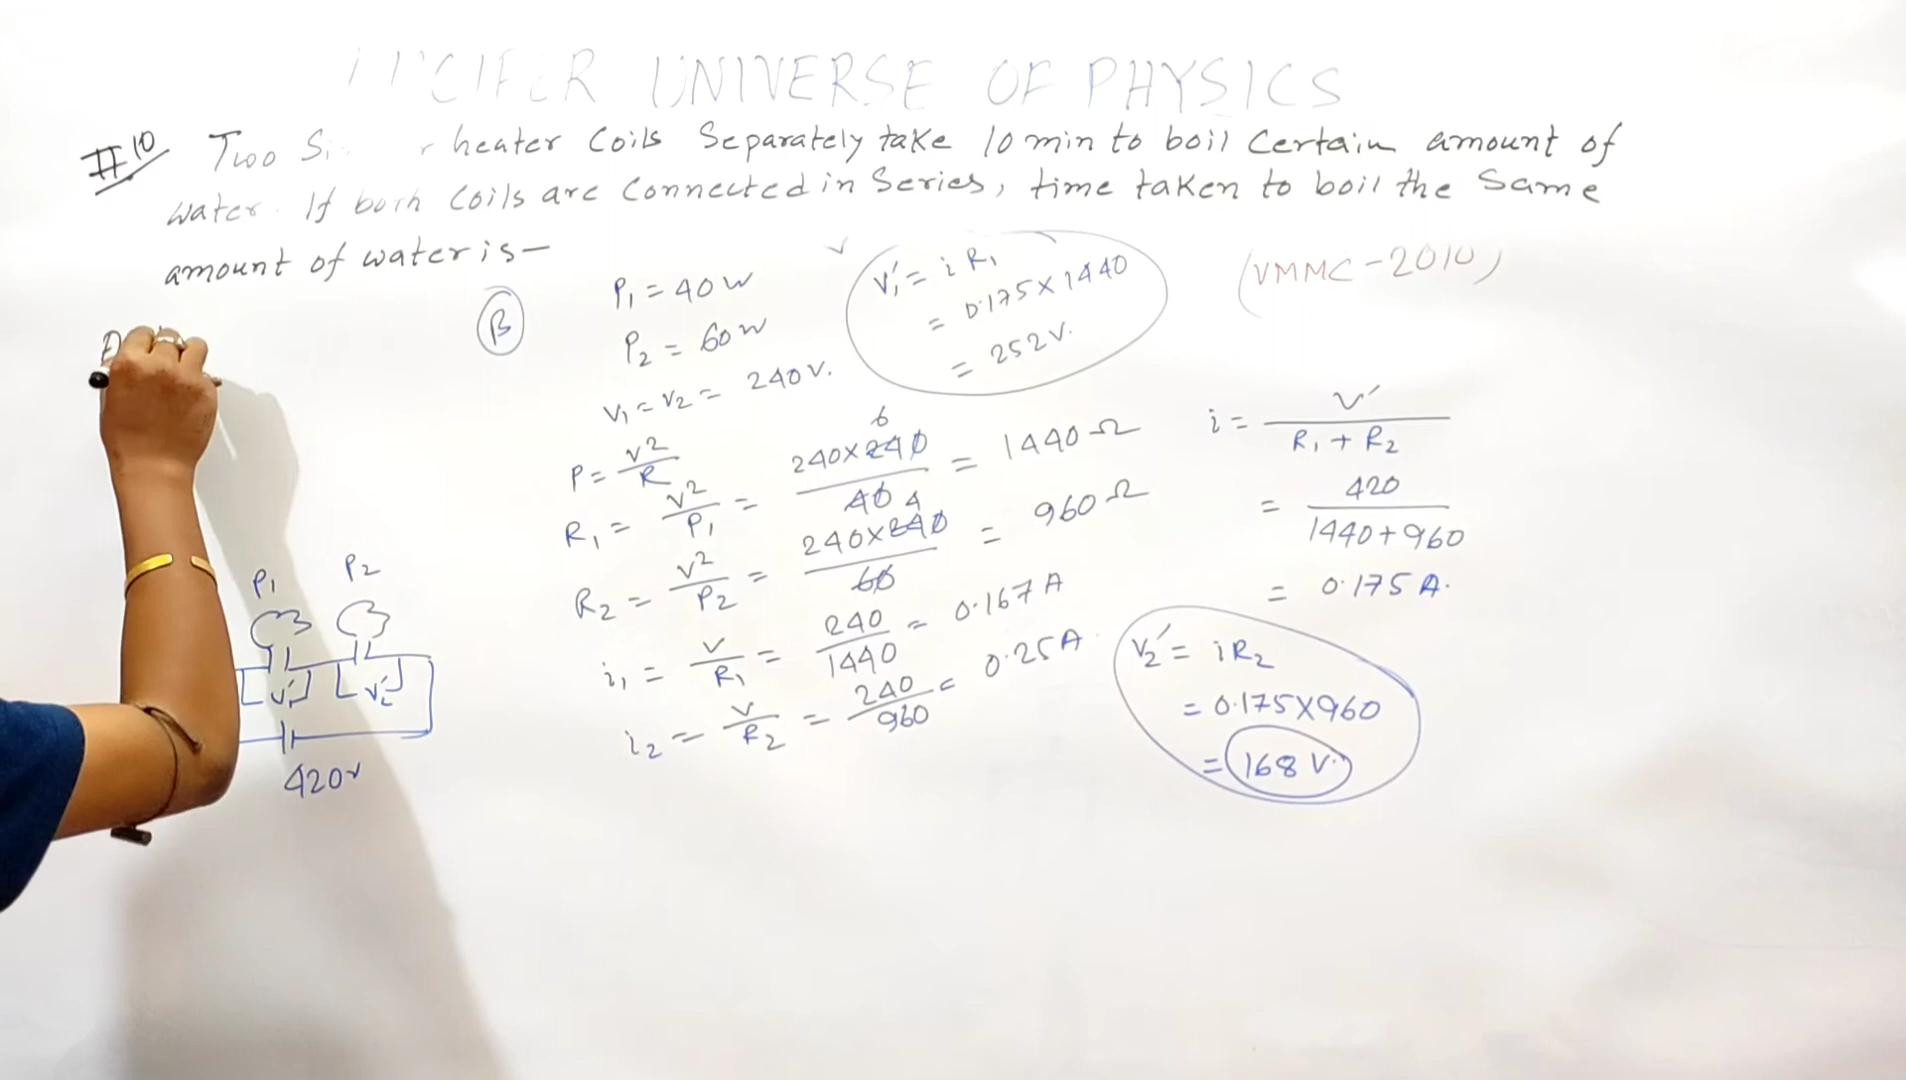 UNIVERSE OF PHYSICS
#10 Two heater Coils Separately take 10 min to boil Certain amount of
water. If both Coils are Connected in Series, time taken to boil the Same
amount of water is—
(VMMC-2010)
B
P₁ = 40 W
P₂ = 60 W
V₁ = V₂ = 240 V.
P = V²/R
R₁ = V²/P₁ = 240×240/40 = 1440 Ω
6
R₂ = V²/P₂ = 240×240/60 = 960 Ω
4
i₁ = V/R₁ = 240/1440 = 0.167 A
i₂ = V/R₂ = 240/960 = 0.25 A
V₁′ = i R₁
= 0.175×1440
= 252 V.
i = V′/R₁ + R₂
= 420/1440+960
= 0.175 A.
V₂′ = iR₂
= 0.175×960
= 168 V.
P₁ P₂
V₁′ V₂′
420V